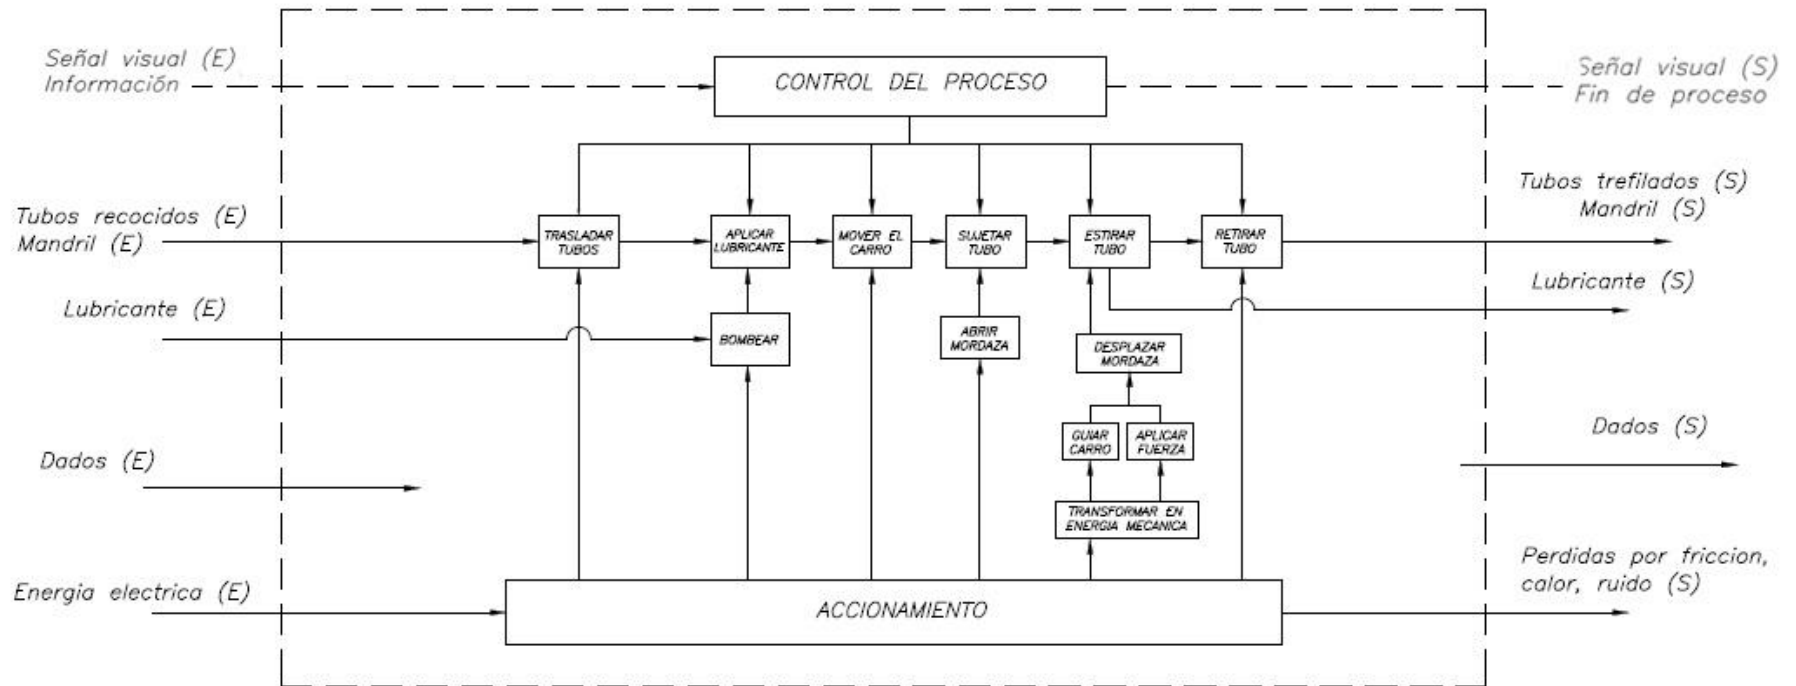 Señal visual (E)
Información
CONTROL DEL PROCESO
Señal visual (S)
Fin de proceso
Tubos recocidos (E)
Mandril (E)
TRASLADAR
TUBOS
APLICAR
LUBRICANTE
MOVER EL
CARRO
SUJETAR
TUBO
ESTIRAR
TUBO
RETIRAR
TUBO
Tubos trefilados (S)
Mandril (S)
Lubricante (E)
BOMBEAR
ABRIR
MORDAZA
DESPLAZAR
MORDAZA
Lubricante (S)
GUIAR
CARRO
APLICAR
FUERZA
Dados (E)
Dados (S)
TRANSFORMAR EN
ENERGIA MECANICA
Energia electrica (E)
ACCIONAMIENTO
Perdidas por friccion,
calor, ruido (S)